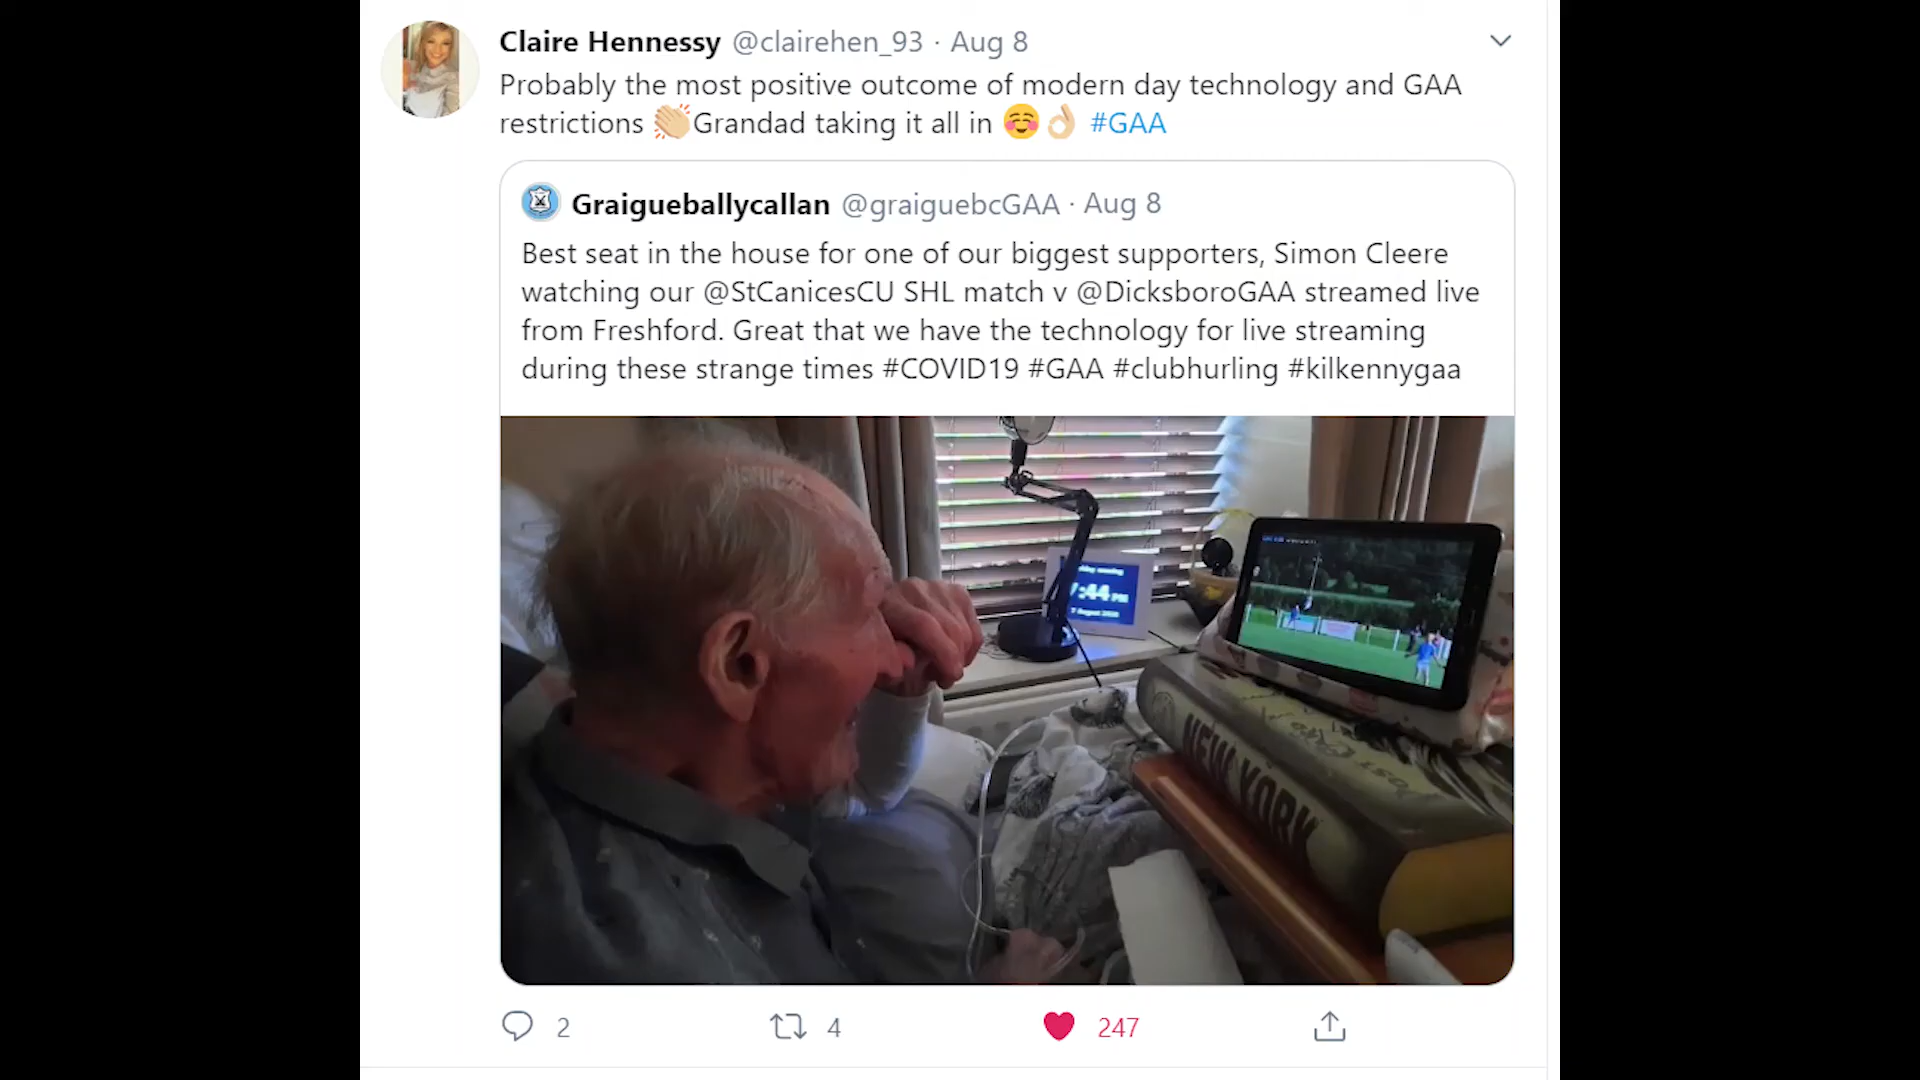 Claire Hennessy @clairehen_93 · Aug 8
Probably the most positive outcome of modern day technology and GAA
restrictions 👏🏼Grandad taking it all in ☺️👌🏼 #GAA
Graigueballycallan @graiguebcGAA · Aug 8
Best seat in the house for one of our biggest supporters, Simon Cleere
watching our @StCanicesCU SHL match v @DicksboroGAA streamed live
from Freshford. Great that we have the technology for live streaming
during these strange times #COVID19 #GAA #clubhurling #kilkennygaa
:44 PM
NEW YORK
2
4
247